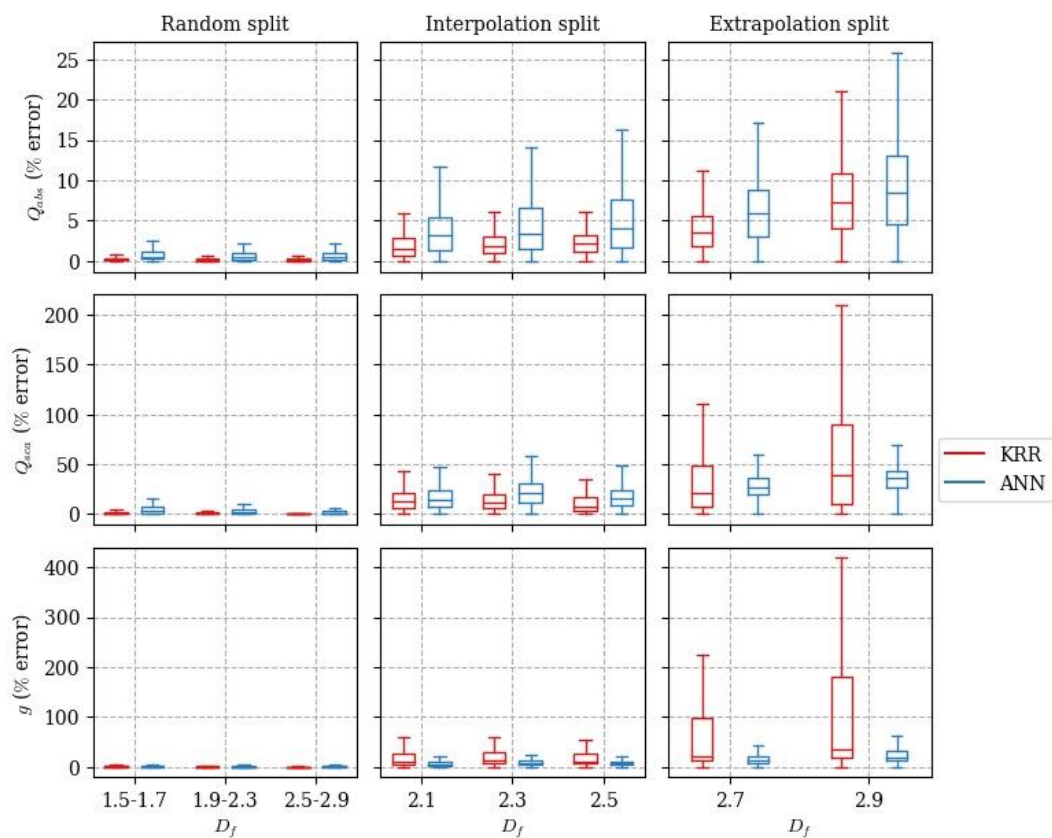 Random split
Interpolation split
Extrapolation split
25
20
15
10
5
0
Q_abs (% error)
200
150
100
50
0
Q_sca (% error)
KRR
ANN
400
300
200
100
0
g (% error)
1.5-1.7 1.9-2.3 2.5-2.9
2.1 2.3 2.5
2.7 2.9
D_f
D_f
D_f